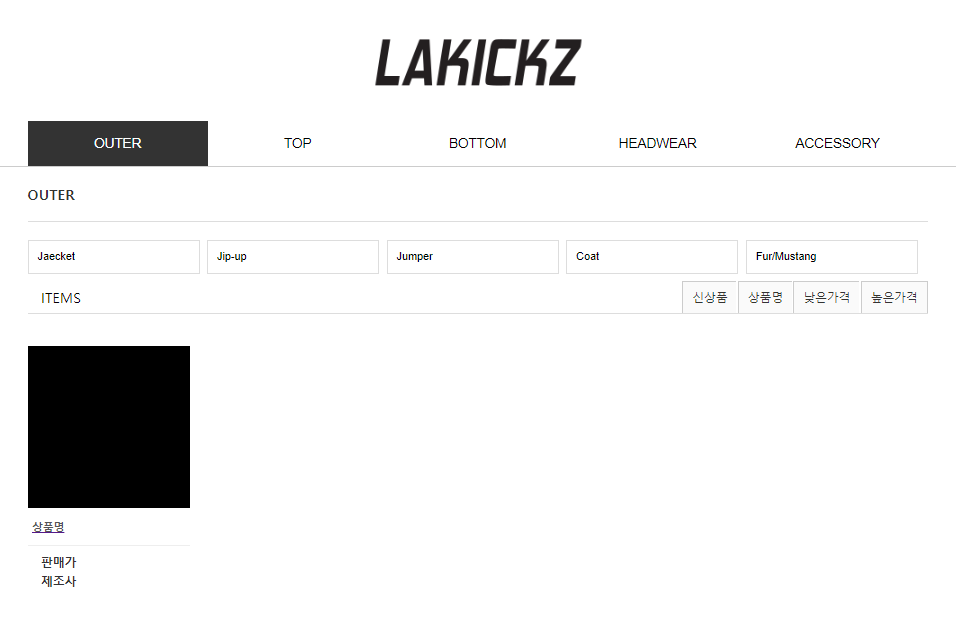 LAKICKZ
OUTER TOP BOTTOM HEADWEAR ACCESSORY
OUTER
Jaecket Jip-up Jumper Coat Fur/Mustang
ITEMS 신상품 상품명 낮은가격 높은가격
상품명
판매가
제조사